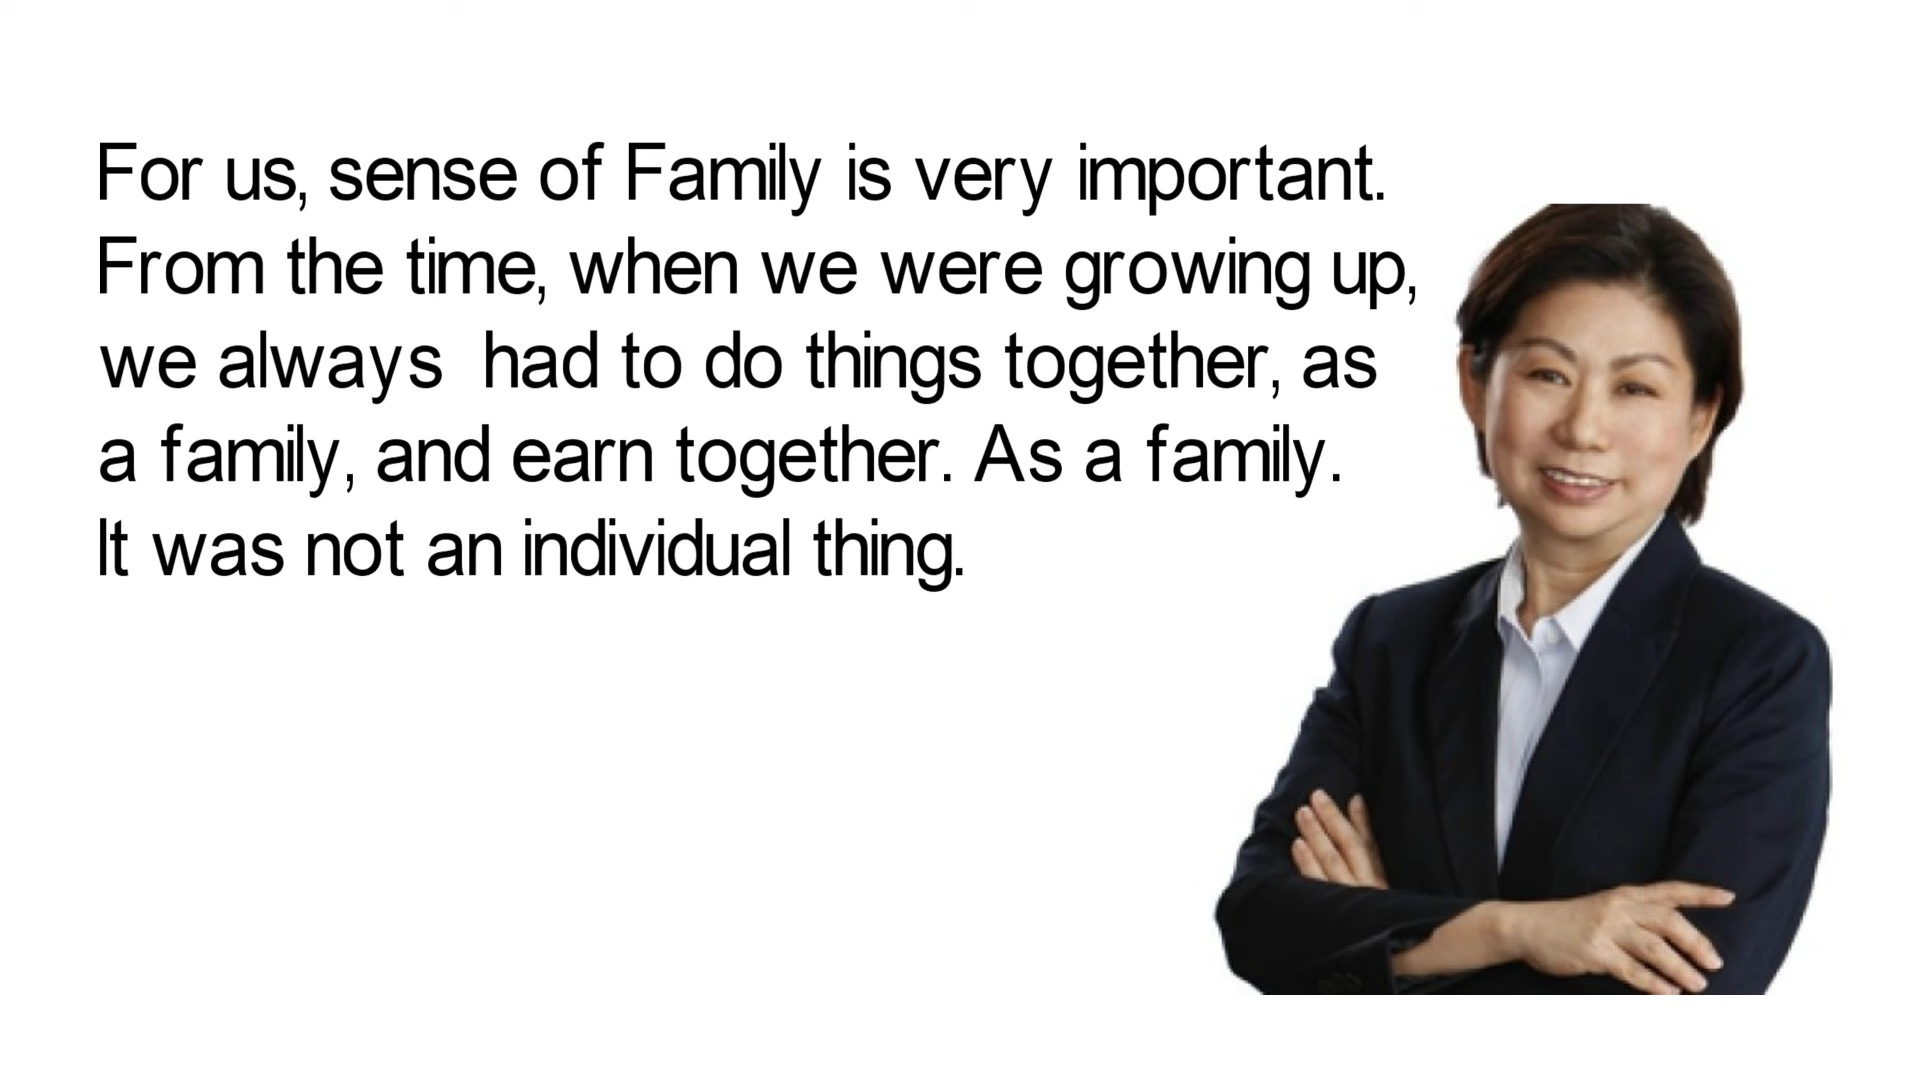 For us, sense of Family is very important.
From the time, when we were growing up,
we always  had to do things together, as
a family, and earn together. As a family.
It was not an individual thing.